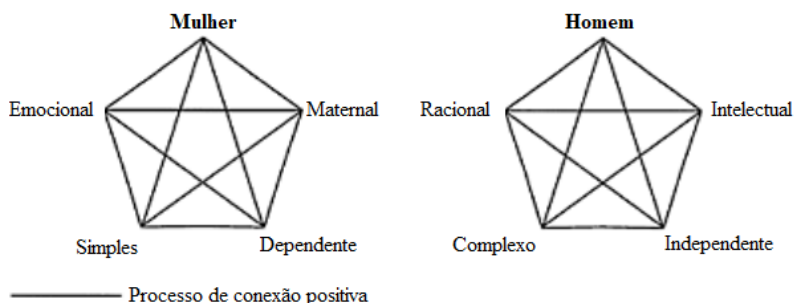 Mulher
Homem
Emocional
Maternal
Racional
Intelectual
Simples
Dependente
Complexo
Independente
Processo de conexão positiva